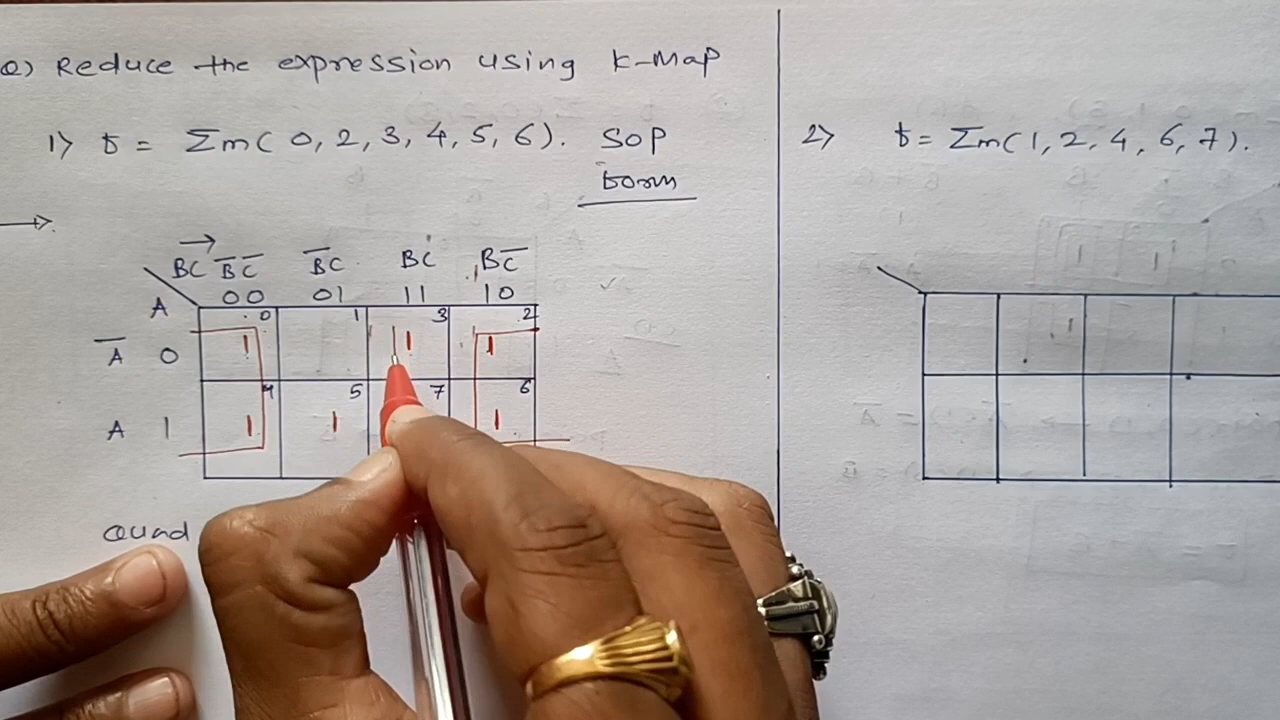 Q) Reduce the expression using K-Map
1) f = Σm( 0, 2, 3, 4, 5, 6). SOP
form
BC B̅C̅ B̅C BC BC̅
A 00 01 11 10
0 1 3 2
A̅ 0 1 1 1
4 5 7 6
A 1 1 1 1
Quad
2) f = Σm(1, 2, 4, 6, 7).